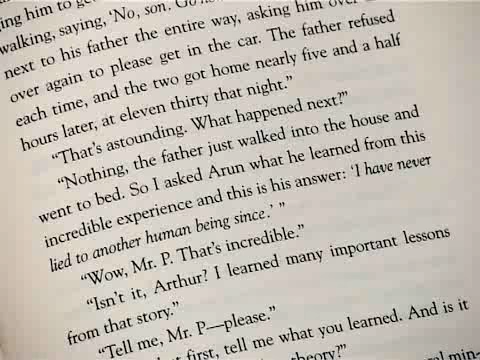 ging him to get
walking, saying, 'No, son. Go
next to his father the entire way, asking him over
over again to please get in the car. The father refused
each time, and the two got home nearly five and a half
hours later, at eleven thirty that night."
"That's astounding. What happened next?"
"Nothing, the father just walked into the house and
went to bed. So I asked Arun what he learned from this
incredible experience and this is his answer: 'I have never
lied to another human being since.' "
"Wow, Mr. P. That's incredible."
"Isn't it, Arthur? I learned many important lessons
from that story."
"Tell me, Mr. P—please."
first, tell me what you learned. And is it
theory?"